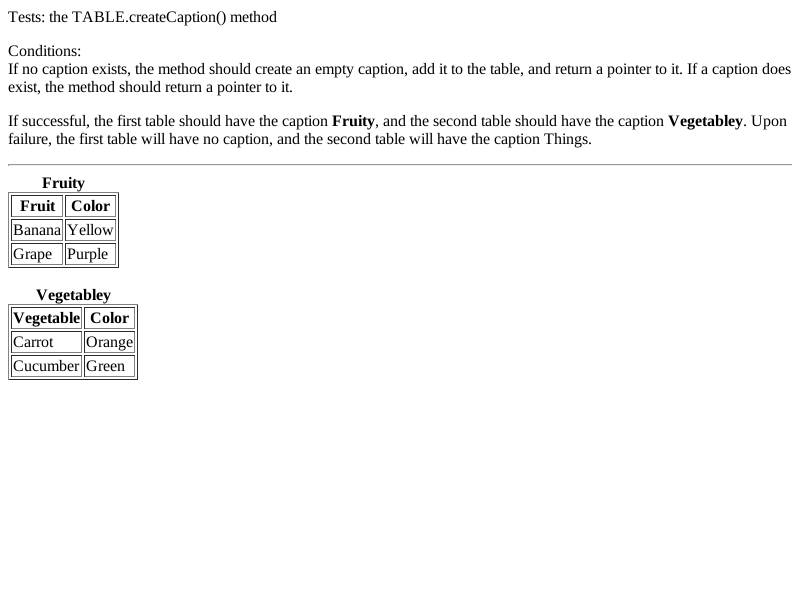 Tests: the TABLE.createCaption() method
Conditions:
If no caption exists, the method should create an empty caption, add it to the table, and return a pointer to it. If a caption does
exist, the method should return a pointer to it.
If successful, the first table should have the caption Fruity, and the second table should have the caption Vegetabley. Upon
failure, the first table will have no caption, and the second table will have the caption Things.
Fruity
Fruit Color
Banana Yellow
Grape Purple
Vegetabley
Vegetable Color
Carrot Orange
Cucumber Green